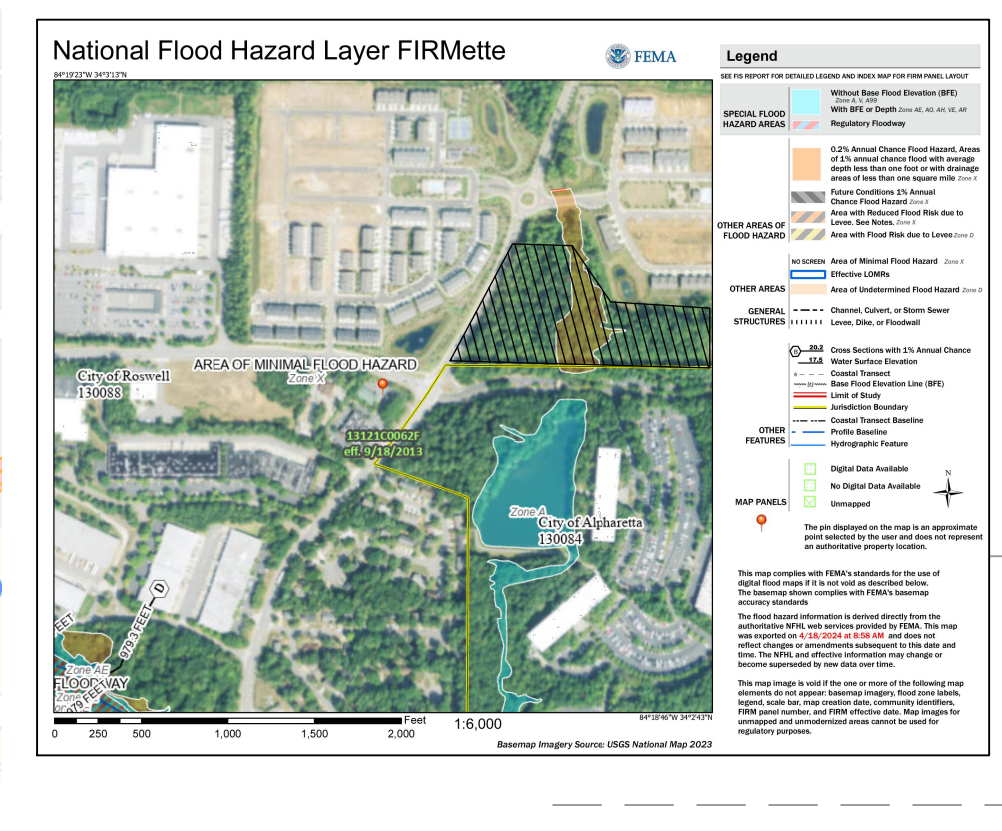 National Flood Hazard Layer FIRMette
FEMA
84°19'23"W 34°3'13"N
AREA OF MINIMAL FLOOD HAZARD
Zone X
City of Roswell
130088
13121C0062F
eff. 9/18/2013
Zone A
City of Alpharetta
130084
D
979.3 FEET
FEET
Zone AE
FLOODWAY
Zone
979 FEET
84°18'46"W 34°2'43"N
Feet
1:6,000
0 250 500 1,000 1,500 2,000
Basemap Imagery Source: USGS National Map 2023
Legend
SEE FIS REPORT FOR DETAILED LEGEND AND INDEX MAP FOR FIRM PANEL LAYOUT
SPECIAL FLOOD
HAZARD AREAS
Without Base Flood Elevation (BFE)
Zone A, V, A99
With BFE or Depth Zone AE, AO, AH, VE, AR
Regulatory Floodway
OTHER AREAS OF
FLOOD HAZARD
0.2% Annual Chance Flood Hazard, Areas
of 1% annual chance flood with average
depth less than one foot or with drainage
areas of less than one square mile Zone X
Future Conditions 1% Annual
Chance Flood Hazard Zone X
Area with Reduced Flood Risk due to
Levee. See Notes. Zone X
Area with Flood Risk due to Levee Zone D
OTHER AREAS
NO SCREEN Area of Minimal Flood Hazard Zone X
Effective LOMRs
Area of Undetermined Flood Hazard Zone D
GENERAL
STRUCTURES
Channel, Culvert, or Storm Sewer
Levee, Dike, or Floodwall
OTHER
FEATURES
B 20.2 Cross Sections with 1% Annual Chance
17.5 Water Surface Elevation
8 Coastal Transect
513 Base Flood Elevation Line (BFE)
Limit of Study
Jurisdiction Boundary
Coastal Transect Baseline
Profile Baseline
Hydrographic Feature
MAP PANELS
Digital Data Available
No Digital Data Available
Unmapped
N
The pin displayed on the map is an approximate
point selected by the user and does not represent
an authoritative property location.
This map complies with FEMA's standards for the use of
digital flood maps if it is not void as described below.
The basemap shown complies with FEMA's basemap
accuracy standards
The flood hazard information is derived directly from the
authoritative NFHL web services provided by FEMA. This map
was exported on 4/18/2024 at 8:58 AM and does not
reflect changes or amendments subsequent to this date and
time. The NFHL and effective information may change or
become superseded by new data over time.
This map image is void if the one or more of the following map
elements do not appear: basemap imagery, flood zone labels,
legend, scale bar, map creation date, community identifiers,
FIRM panel number, and FIRM effective date. Map images for
unmapped and unmodernized areas cannot be used for
regulatory purposes.